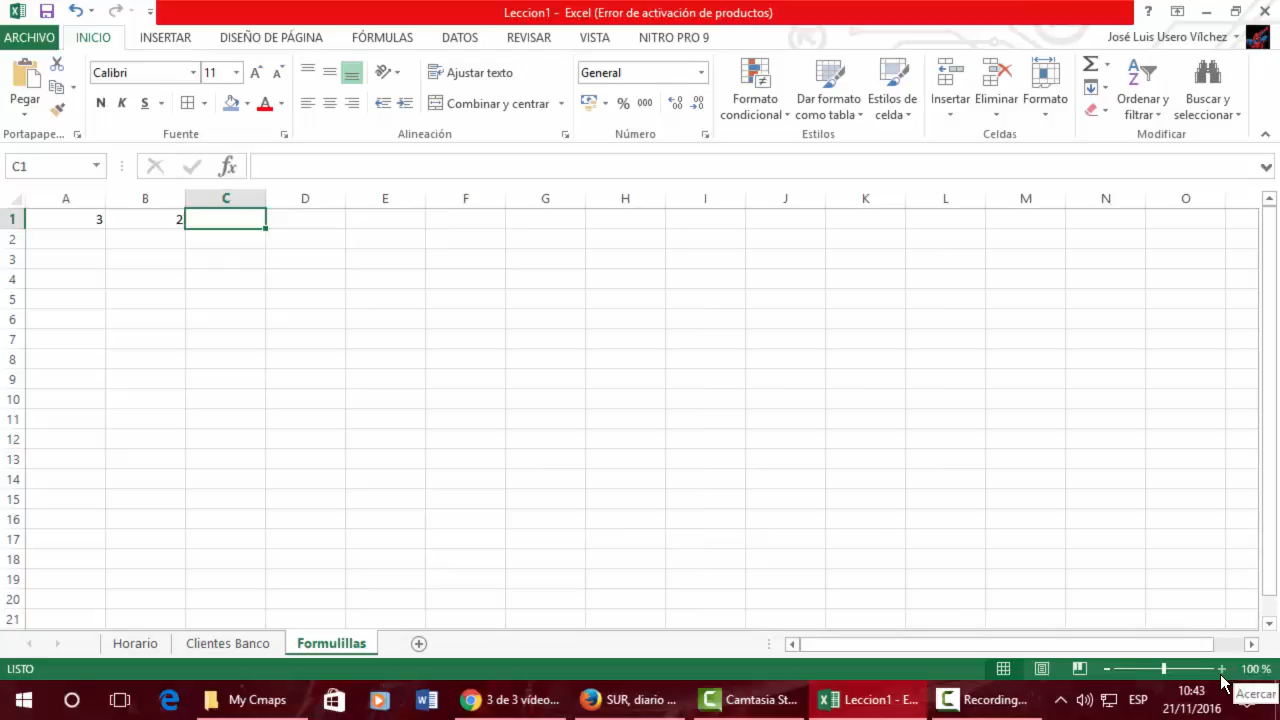 Leccion1 - Excel (Error de activación de productos)
ARCHIVO INICIO INSERTAR DISEÑO DE PÁGINA FÓRMULAS DATOS REVISAR VISTA NITRO PRO 9 José Luis Usero Vílchez
Pegar
Portapape...
Calibri 11
N K S
A
Fuente
Ajustar texto
Combinar y centrar
Alineación
General
% 000
Número
Formato condicional
Dar formato como tabla
Estilos de celda
Estilos
Insertar Eliminar Formato
Celdas
Ordenar y filtrar
Buscar y seleccionar
Modificar
C1 fx
A B C D E F G H I J K L M N O
1 3 2
2
3
4
5
6
7
8
9
10
11
12
13
14
15
16
17
18
19
20
21
Horario Clientes Banco Formulillas
LISTO 100 %
Acercar
My Cmaps 3 de 3 vídeo... SUR, diario ... Camtasia St... Leccion1 - E... Recording... ESP 10:43
21/11/2016